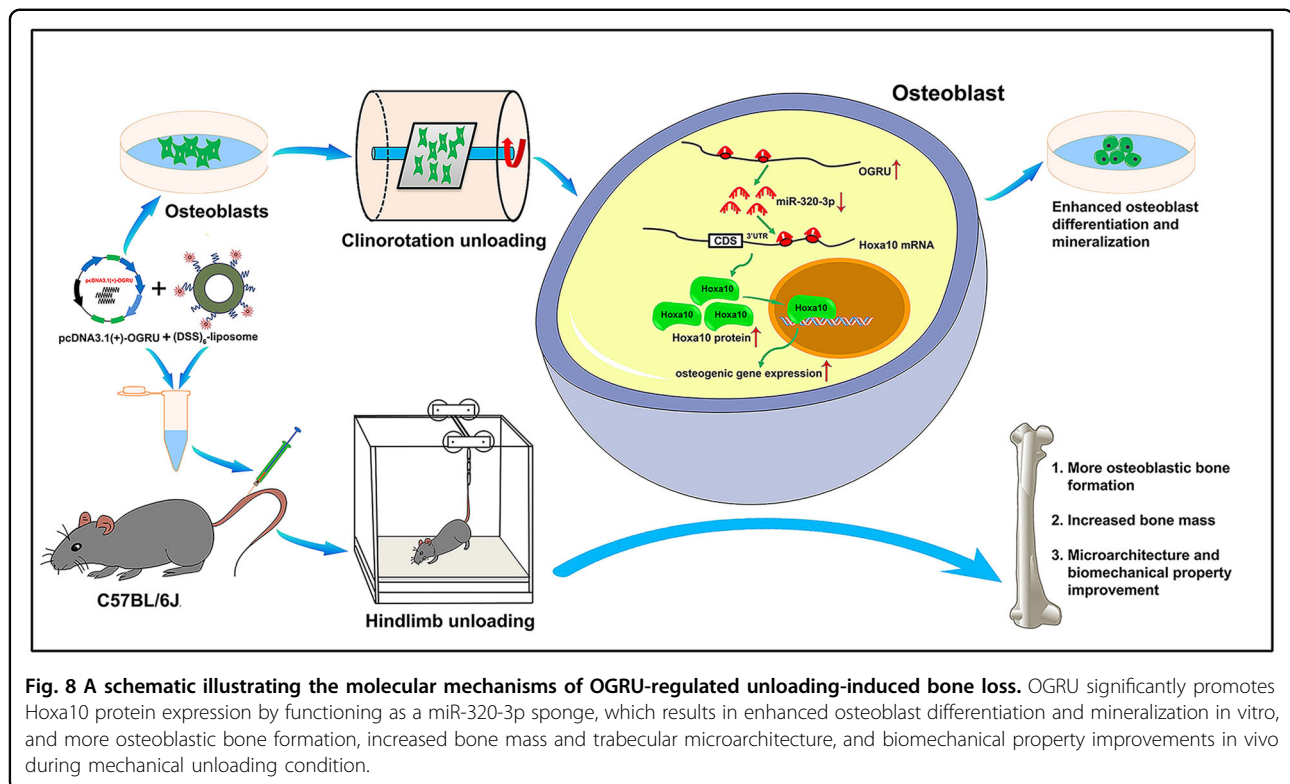 Osteoblasts
pcDNA3.1(+)-OGRU
pcDNA3.1(+)-OGRU + (DSS)6-liposome
C57BL/6J
Clinorotation unloading
Hindlimb unloading
Osteoblast
OGRU
miR-320-3p
CDS
3'UTR
Hoxa10 mRNA
Hoxa10
Hoxa10
Hoxa10
Hoxa10 protein
Hoxa10
osteogenic gene expression
Enhanced osteoblast
differentiation and
mineralization
1. More osteoblastic bone
formation
2. Increased bone mass
3. Microarchitecture and
biomechanical property
improvement
Fig. 8 A schematic illustrating the molecular mechanisms of OGRU-regulated unloading-induced bone loss. OGRU significantly promotes
Hoxa10 protein expression by functioning as a miR-320-3p sponge, which results in enhanced osteoblast differentiation and mineralization in vitro,
and more osteoblastic bone formation, increased bone mass and trabecular microarchitecture, and biomechanical property improvements in vivo
during mechanical unloading condition.